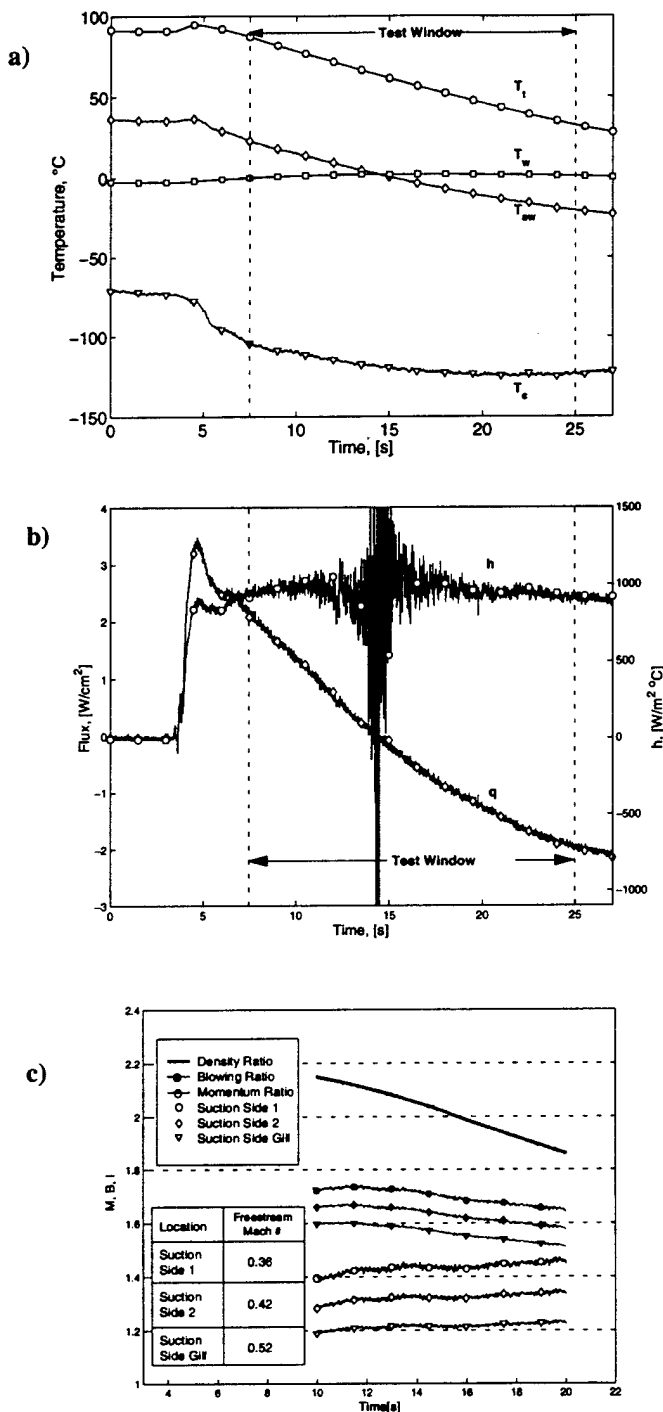 a)
100
50
0
-50
-100
-150
Temperature, °C
Test Window
T_t
T_w
T_aw
T_c
0
5
10
15
20
25
Time, [s]
b)
4
3
2
1
0
-1
-2
-3
Flux, [W/cm²]
1500
1000
500
0
-500
-1000
h, [W/m² °C]
h
q
Test Window
0
5
10
15
20
25
Time, [s]
c)
2.4
2.2
2
1.8
1.6
1.4
1.2
1
M, B, I
Density Ratio
Blowing Ratio
Momentum Ratio
Suction Side 1
Suction Side 2
Suction Side Gill
Location Freestream Mach #
Suction Side 1 0.36
Suction Side 2 0.42
Suction Side Gill 0.52
4
6
8
10
12
14
16
18
20
22
Time[s]